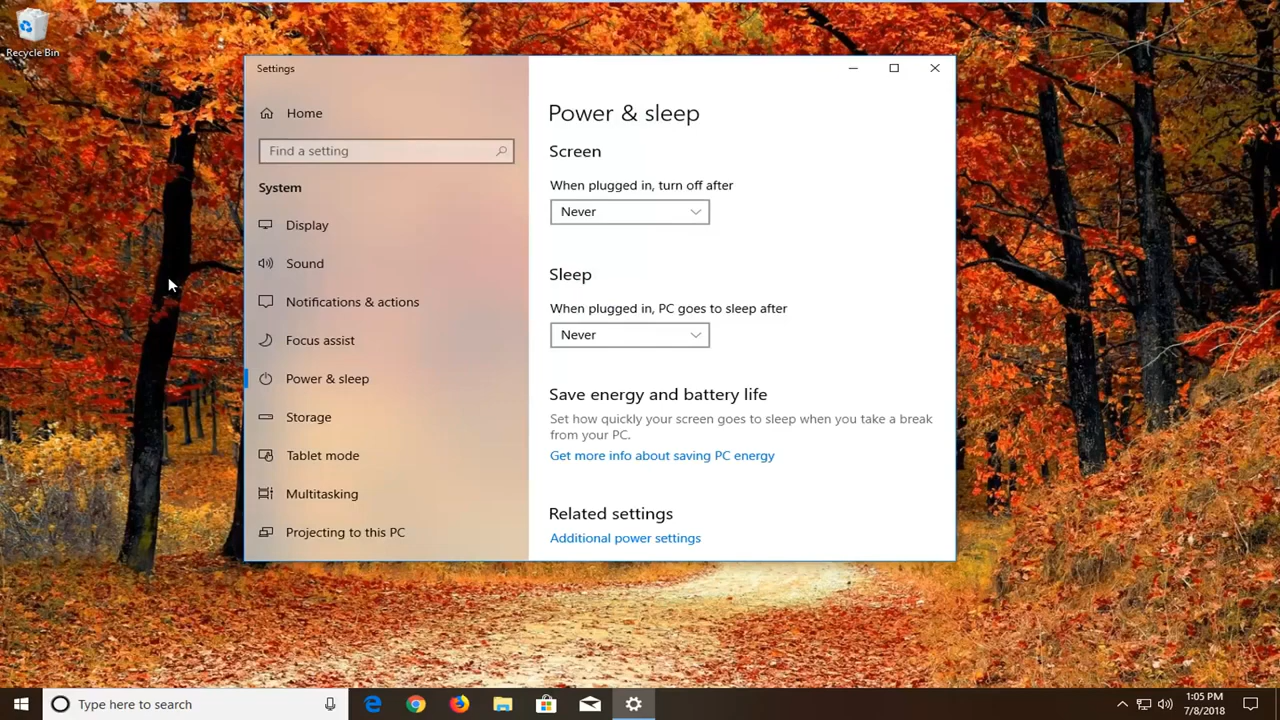 Recycle Bin
Settings
Home
Find a setting
System
Display
Sound
Notifications & actions
Focus assist
Power & sleep
Storage
Tablet mode
Multitasking
Projecting to this PC
Power & sleep
Screen
When plugged in, turn off after
Never
Sleep
When plugged in, PC goes to sleep after
Never
Save energy and battery life
Set how quickly your screen goes to sleep when you take a break
from your PC.
Get more info about saving PC energy
Related settings
Additional power settings
Type here to search
1:05 PM
7/8/2018